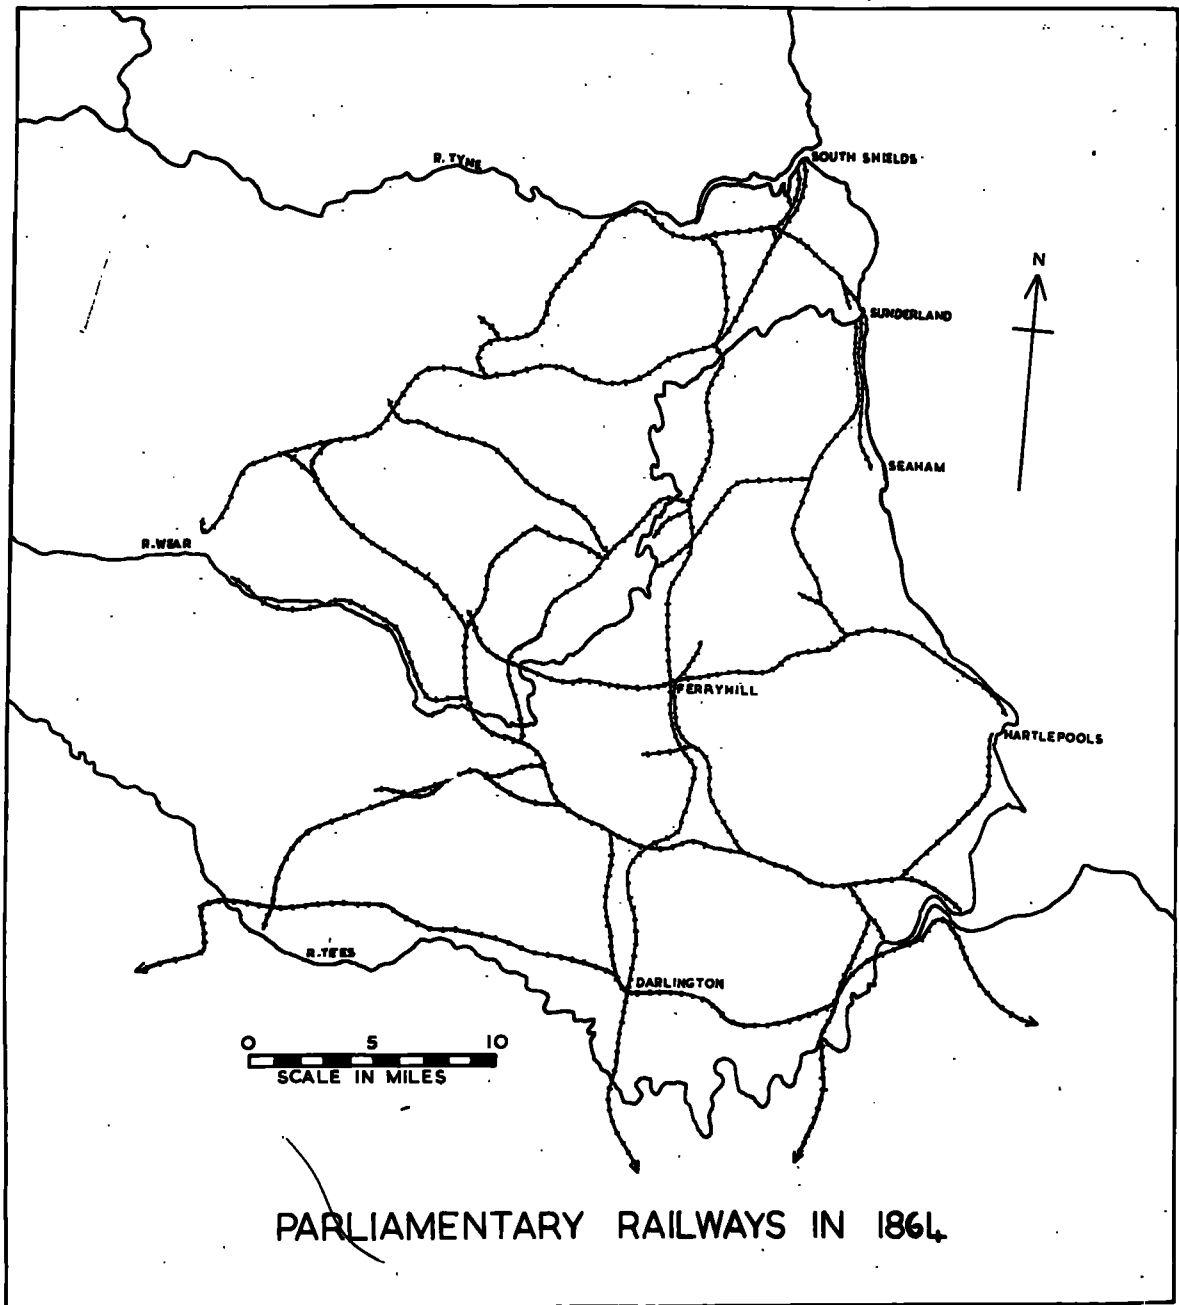 R. TYNE
SOUTH SHIELDS
N
SUNDERLAND
SEAHAM
R. WEAR
FERRYHILL
HARTLEPOOLS
R. TEES
DARLINGTON
0 5 10
SCALE IN MILES
PARLIAMENTARY RAILWAYS IN 1864